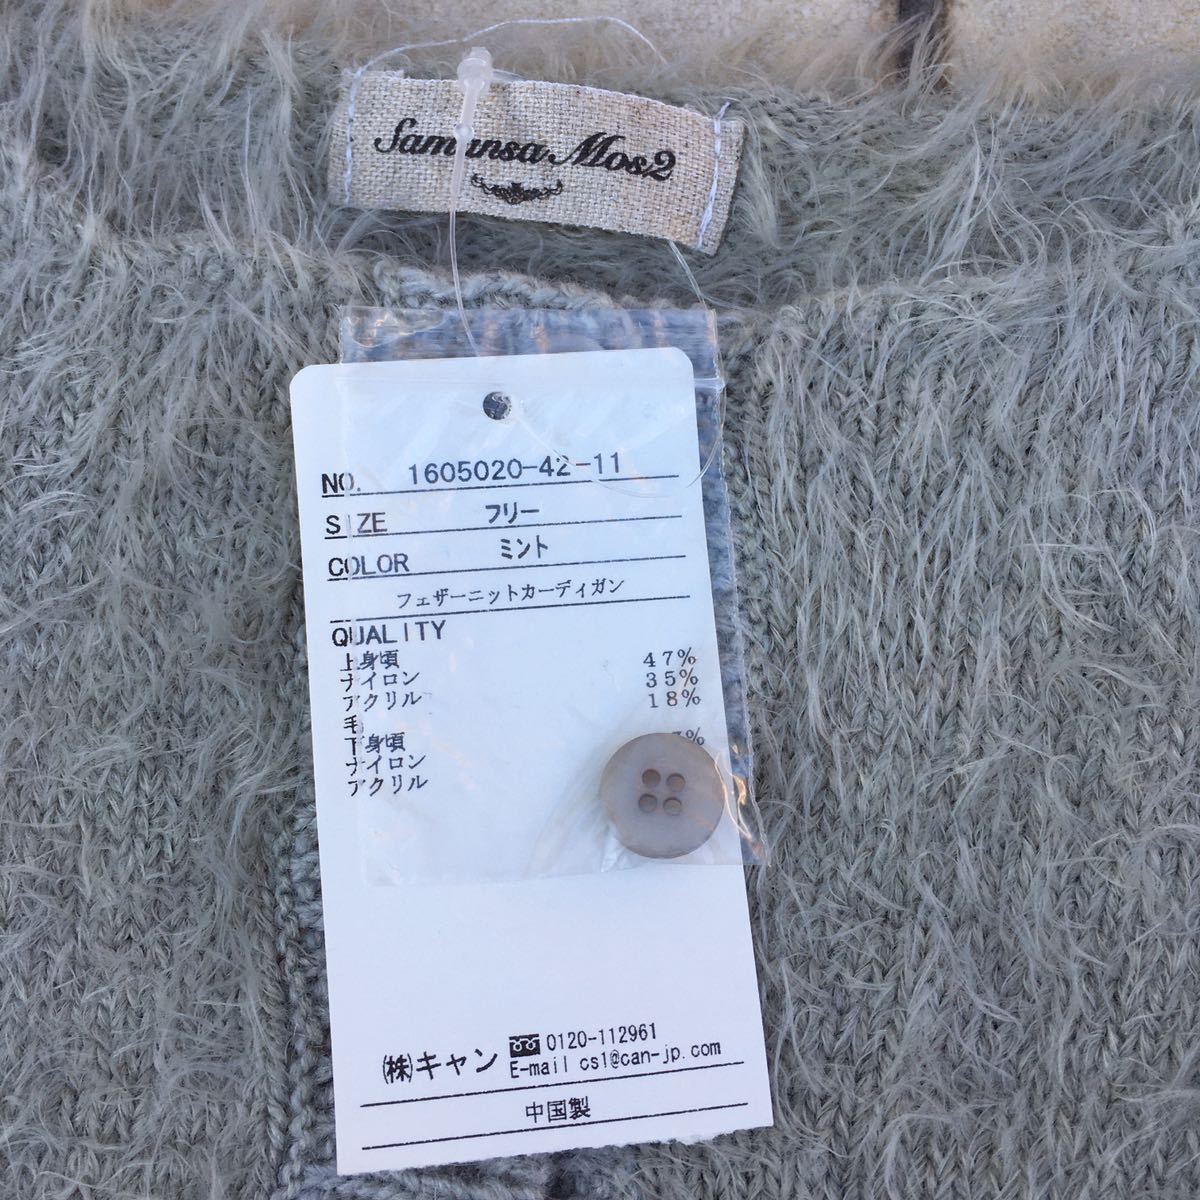 Samansa Mos2
NO. 1605020-42-11
SIZE フリー
COLOR ミント
フェザーニットカーディガン
QUALITY
上身頃 47%
ナイロン 35%
アクリル 18%
毛
下身頃
ナイロン
アクリル
㈱キャン 0120-112961
E-mail cs1@can-jp.com
中国製